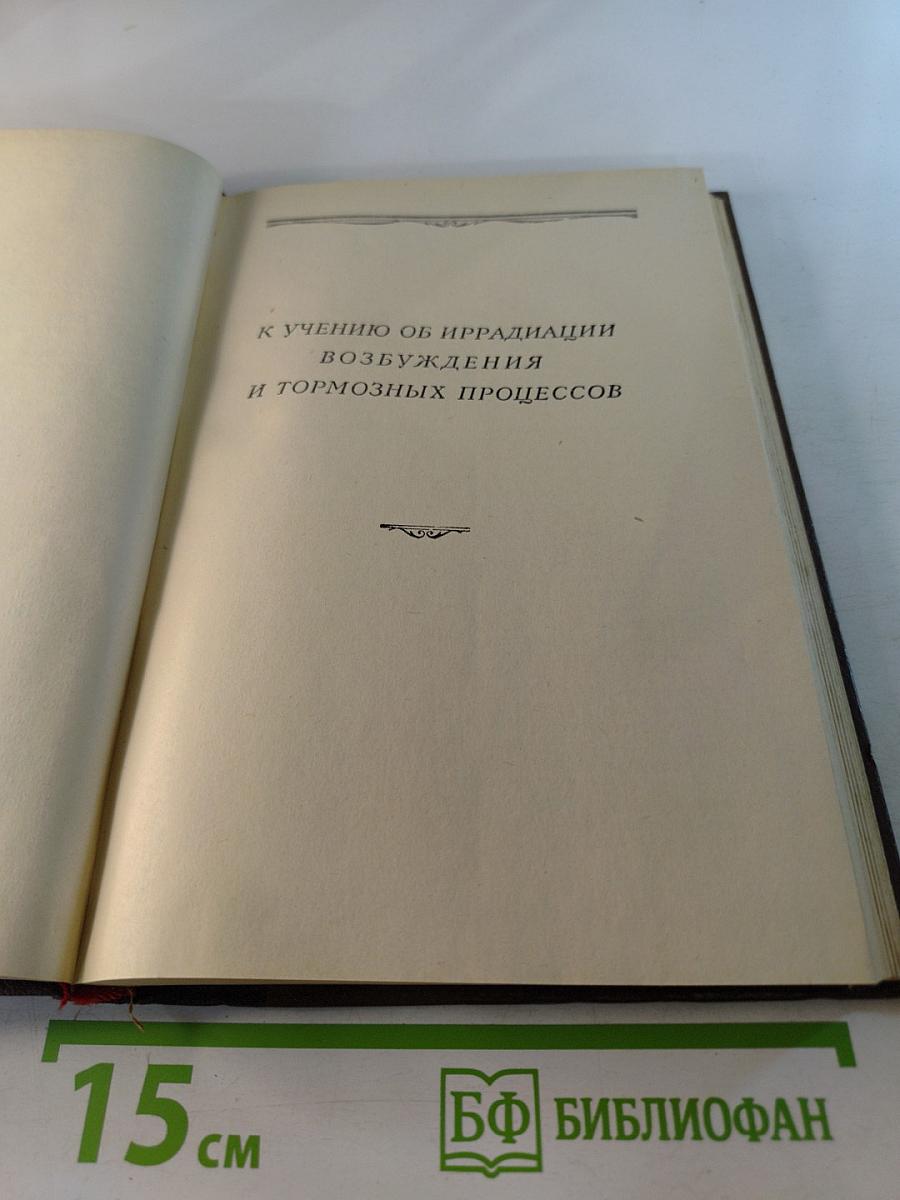 К УЧЕНИЮ ОБ ИРРАДИАЦИИ
ВОЗБУЖДЕНИЯ
И ТОРМОЗНЫХ ПРОЦЕССОВ
15 см
БФ БИБЛИОФАН